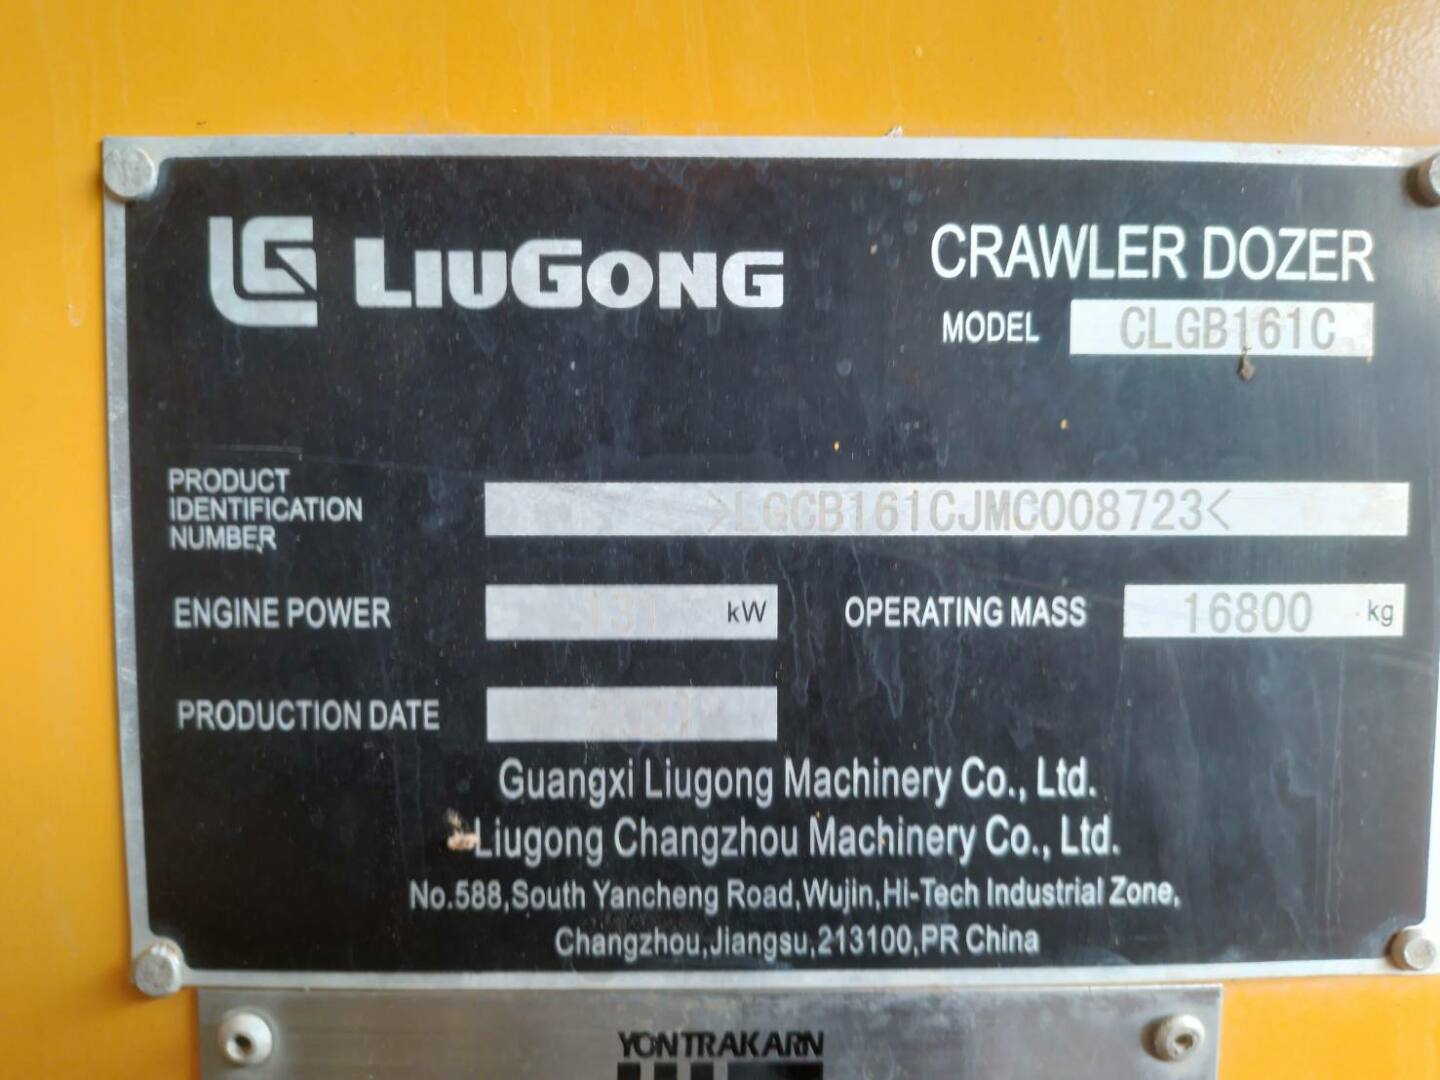 LIUGONG
CRAWLER DOZER
MODEL CLGB161C
PRODUCT
IDENTIFICATION
NUMBER
>LGCB161CJMC008723<
ENGINE POWER 131 kW OPERATING MASS 16800 kg
PRODUCTION DATE 2021
Guangxi Liugong Machinery Co., Ltd.
Liugong Changzhou Machinery Co., Ltd.
No.588,South Yancheng Road,Wujin,Hi-Tech Industrial Zone,
Changzhou,Jiangsu,213100,PR China
YONTRAKARN